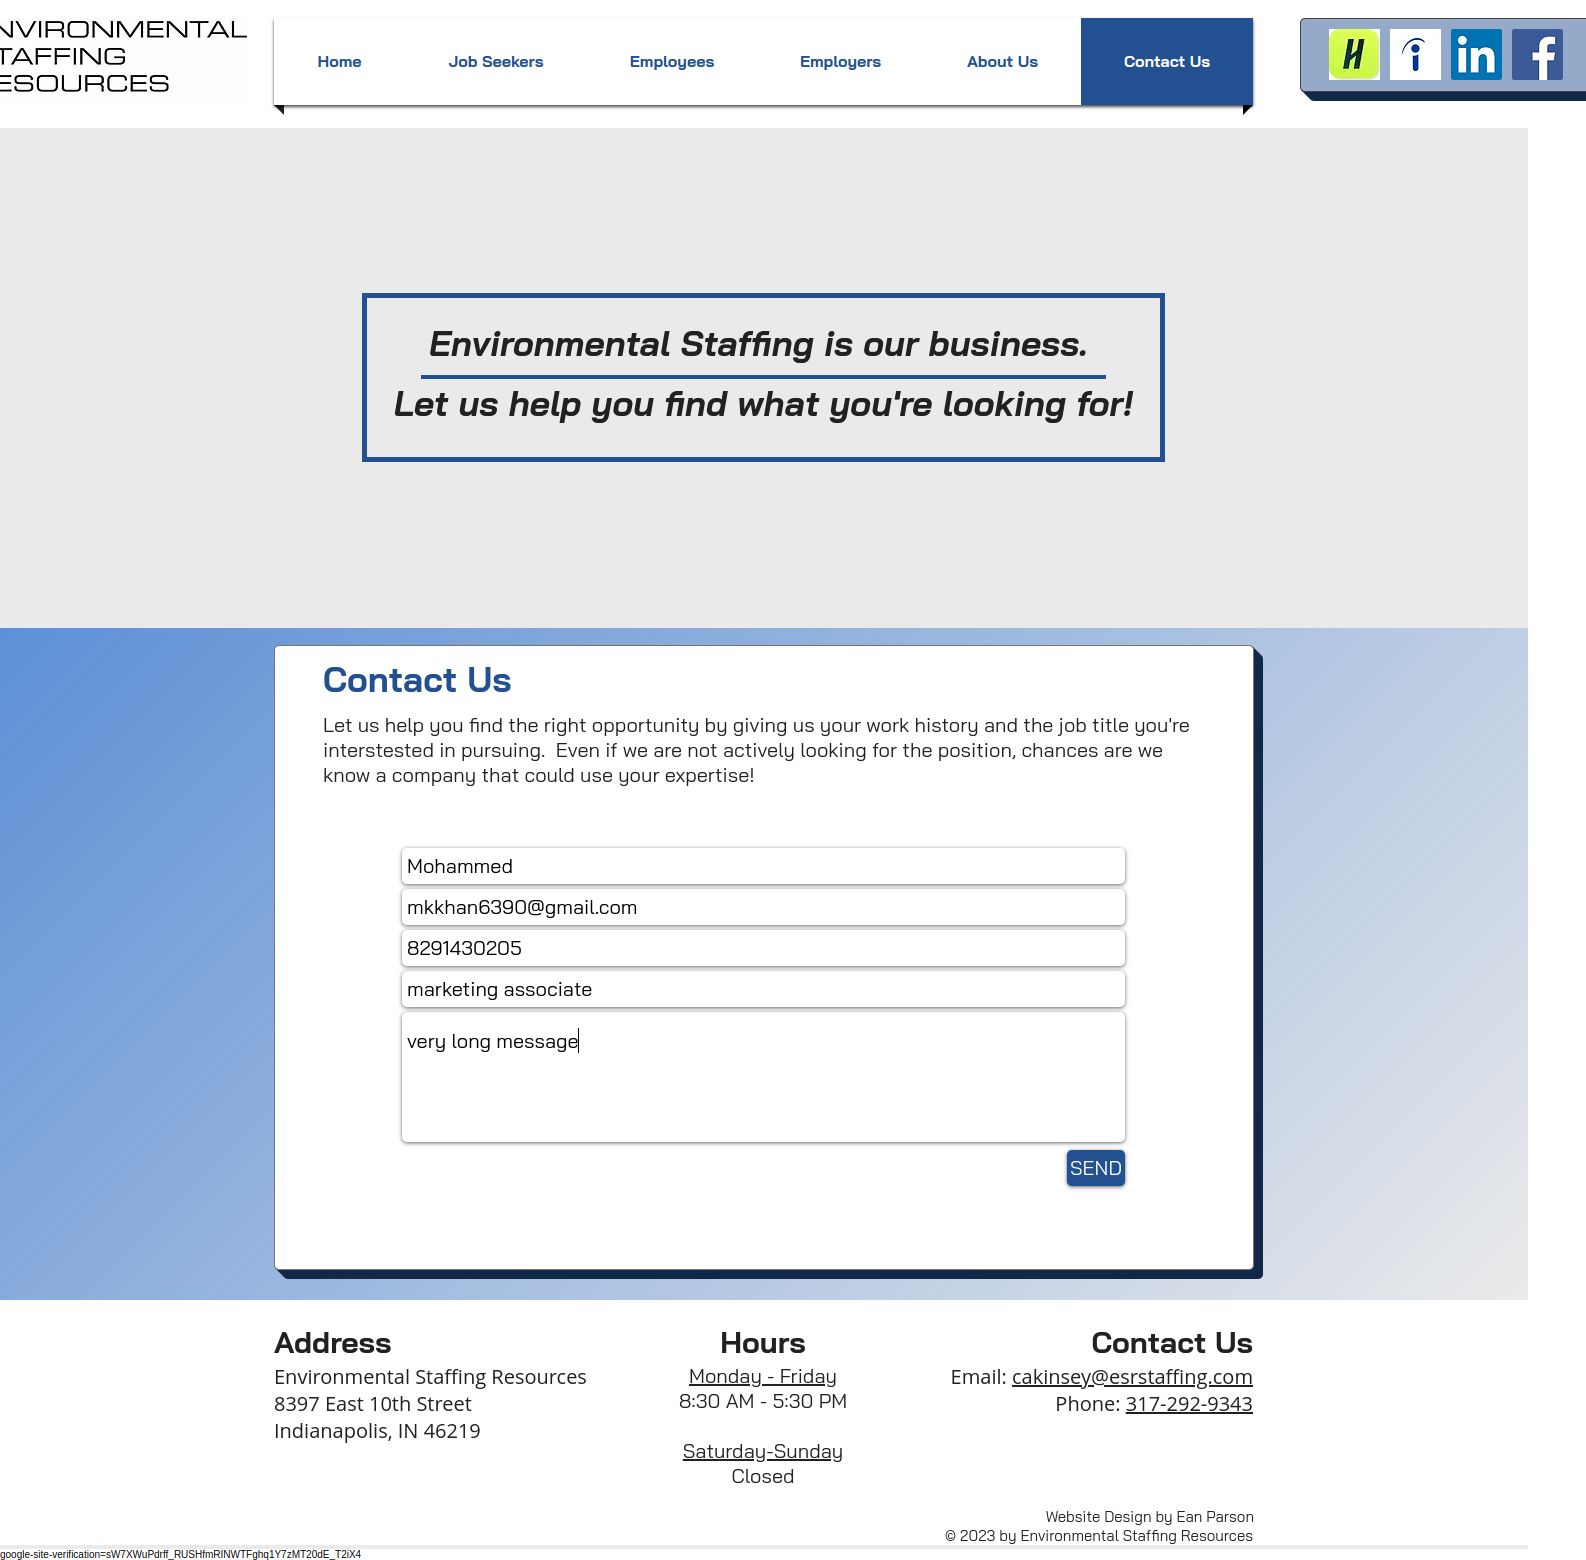 NVIRONMENTAL
TAFFING
ESOURCES
Home
Job Seekers
Employees
Employers
About Us
Contact Us
Environmental Staffing is our business.
Let us help you find what you're looking for!
Contact Us
Let us help you find the right opportunity by giving us your work history and the job title you're
interstested in pursuing.  Even if we are not actively looking for the position, chances are we
know a company that could use your expertise!
Mohammed
mkkhan6390@gmail.com
8291430205
marketing associate
very long message
SEND
Address
Environmental Staffing Resources
8397 East 10th Street
Indianapolis, IN 46219
Hours
Monday - Friday
8:30 AM - 5:30 PM
Saturday-Sunday
Closed
Contact Us
Email: cakinsey@esrstaffing.com
Phone: 317-292-9343
Website Design by Ean Parson
© 2023 by Environmental Staffing Resources
google-site-verification=sW7XWuPdrff_RUSHfmRINWTFghq1Y7zMT20dE_T2iX4